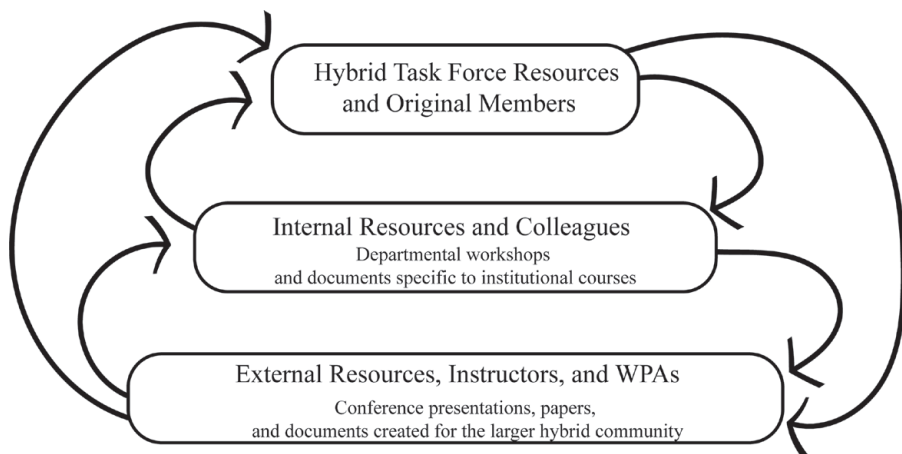 Hybrid Task Force Resources
and Original Members
Internal Resources and Colleagues
Departmental workshops
and documents specific to institutional courses
External Resources, Instructors, and WPAs
Conference presentations, papers,
and documents created for the larger hybrid community